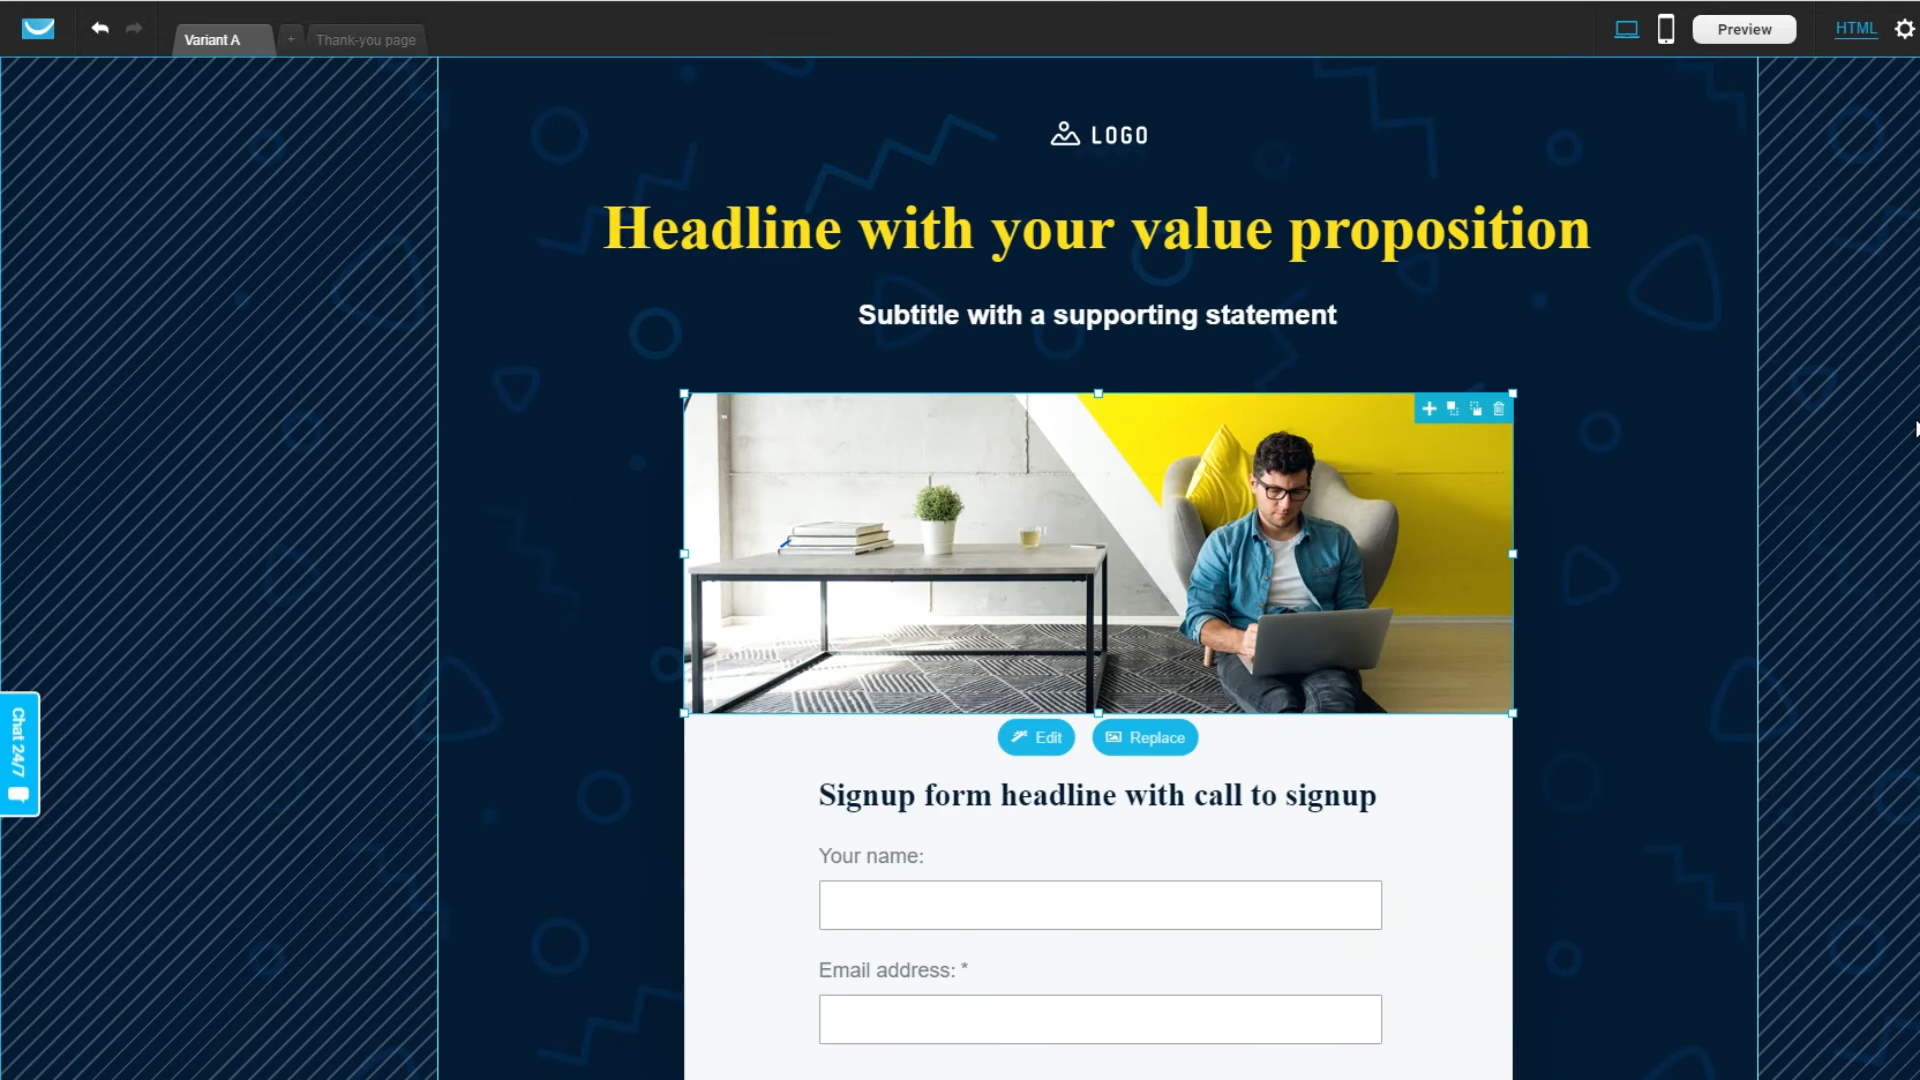 Variant A
+
Thank-you page
Preview
HTML
LOGO
Headline with your value proposition
Subtitle with a supporting statement
Edit
Replace
Chat 24/7
Signup form headline with call to signup
Your name:
Email address: *